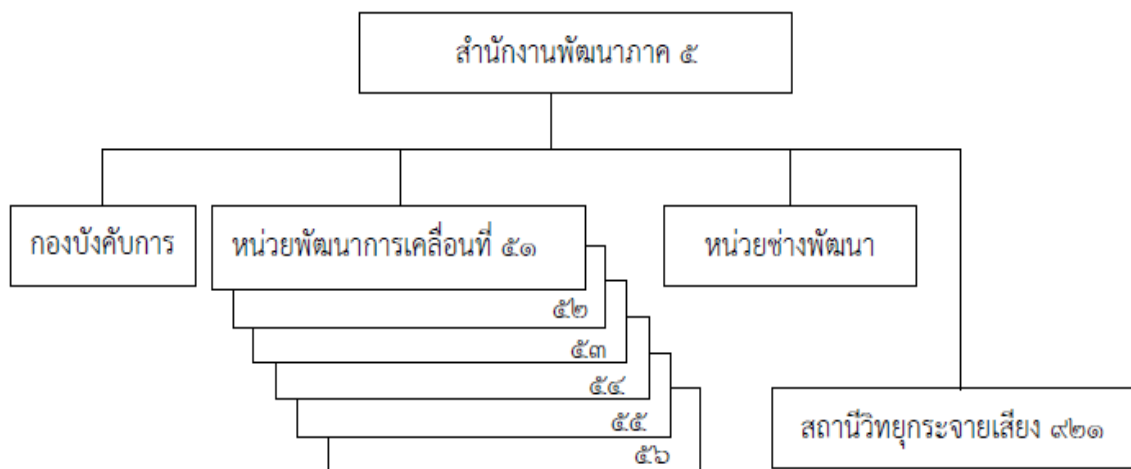 สำนักงานพัฒนาภาค ๕
กองบังคับการ
หน่วยพัฒนาการเคลื่อนที่ ๕๑
หน่วยช่างพัฒนา
๕๒
๕๓
๕๔
๕๕
๕๖
สถานีวิทยุกระจายเสียง ๙๒๑